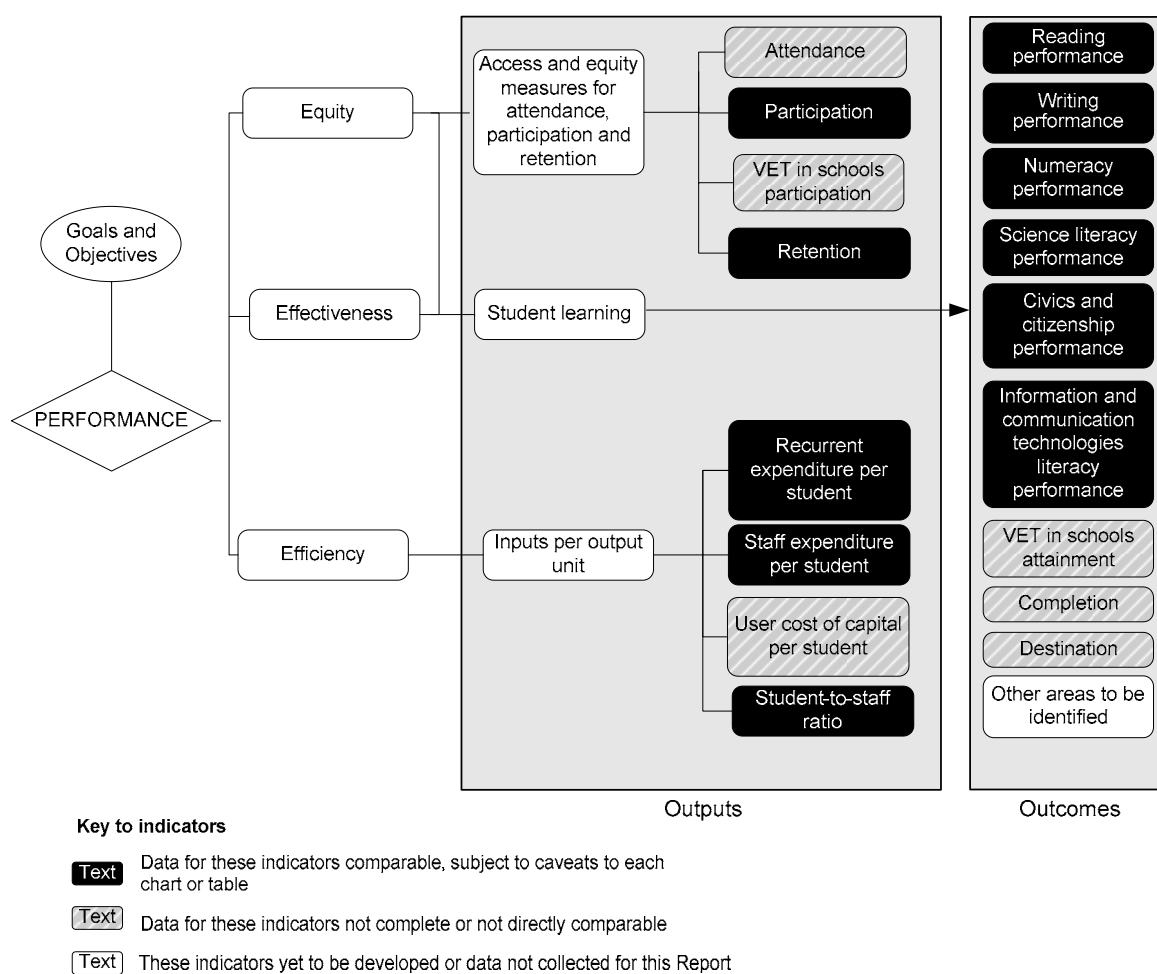 Goals and
Objectives
PERFORMANCE
Equity
Effectiveness
Efficiency
Access and equity
measures for
attendance,
participation and
retention
Student learning
Inputs per output
unit
Attendance
Participation
VET in schools
participation
Retention
Recurrent
expenditure per
student
Staff expenditure
per student
User cost of capital
per student
Student-to-staff
ratio
Outputs
Reading
performance
Writing
performance
Numeracy
performance
Science literacy
performance
Civics and
citizenship
performance
Information and
communication
technologies
literacy
performance
VET in schools
attainment
Completion
Destination
Other areas to be
identified
Outcomes
Key to indicators
Text Data for these indicators comparable, subject to caveats to each
chart or table
Text Data for these indicators not complete or not directly comparable
Text These indicators yet to be developed or data not collected for this Report